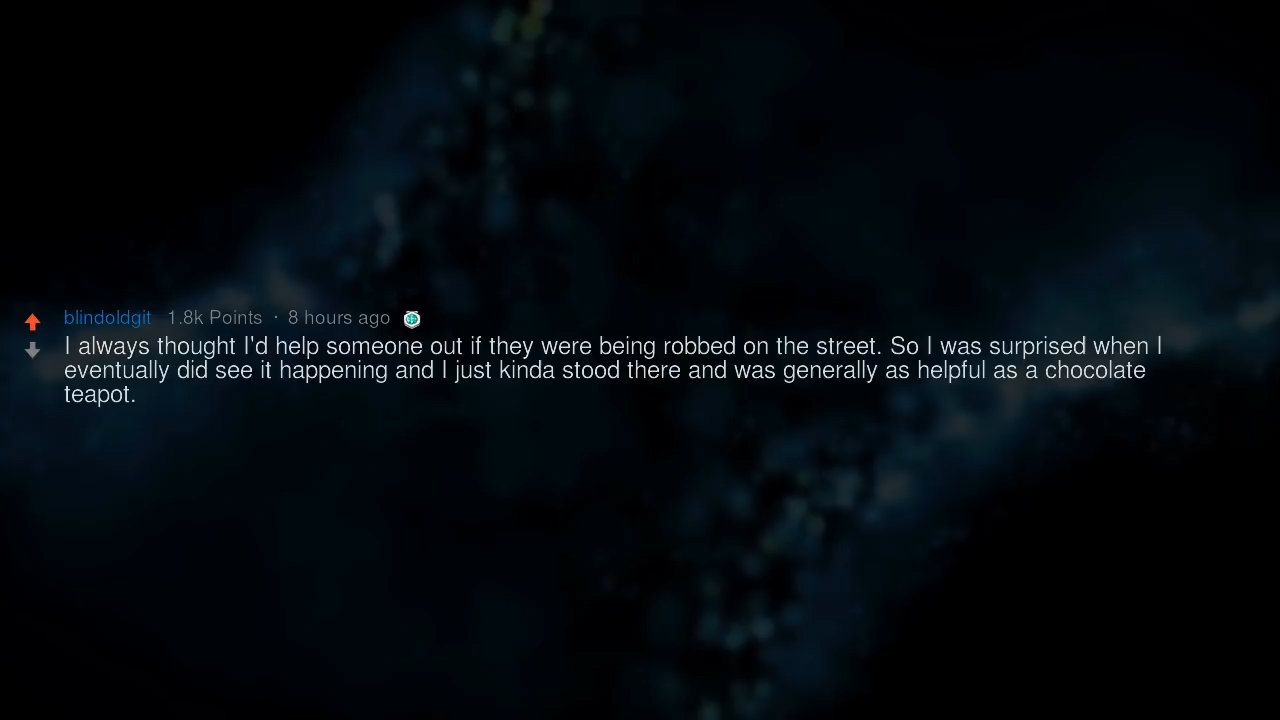 blindoldgit 1.8k Points · 8 hours ago
I always thought I'd help someone out if they were being robbed on the street. So I was surprised when I
eventually did see it happening and I just kinda stood there and was generally as helpful as a chocolate
teapot.